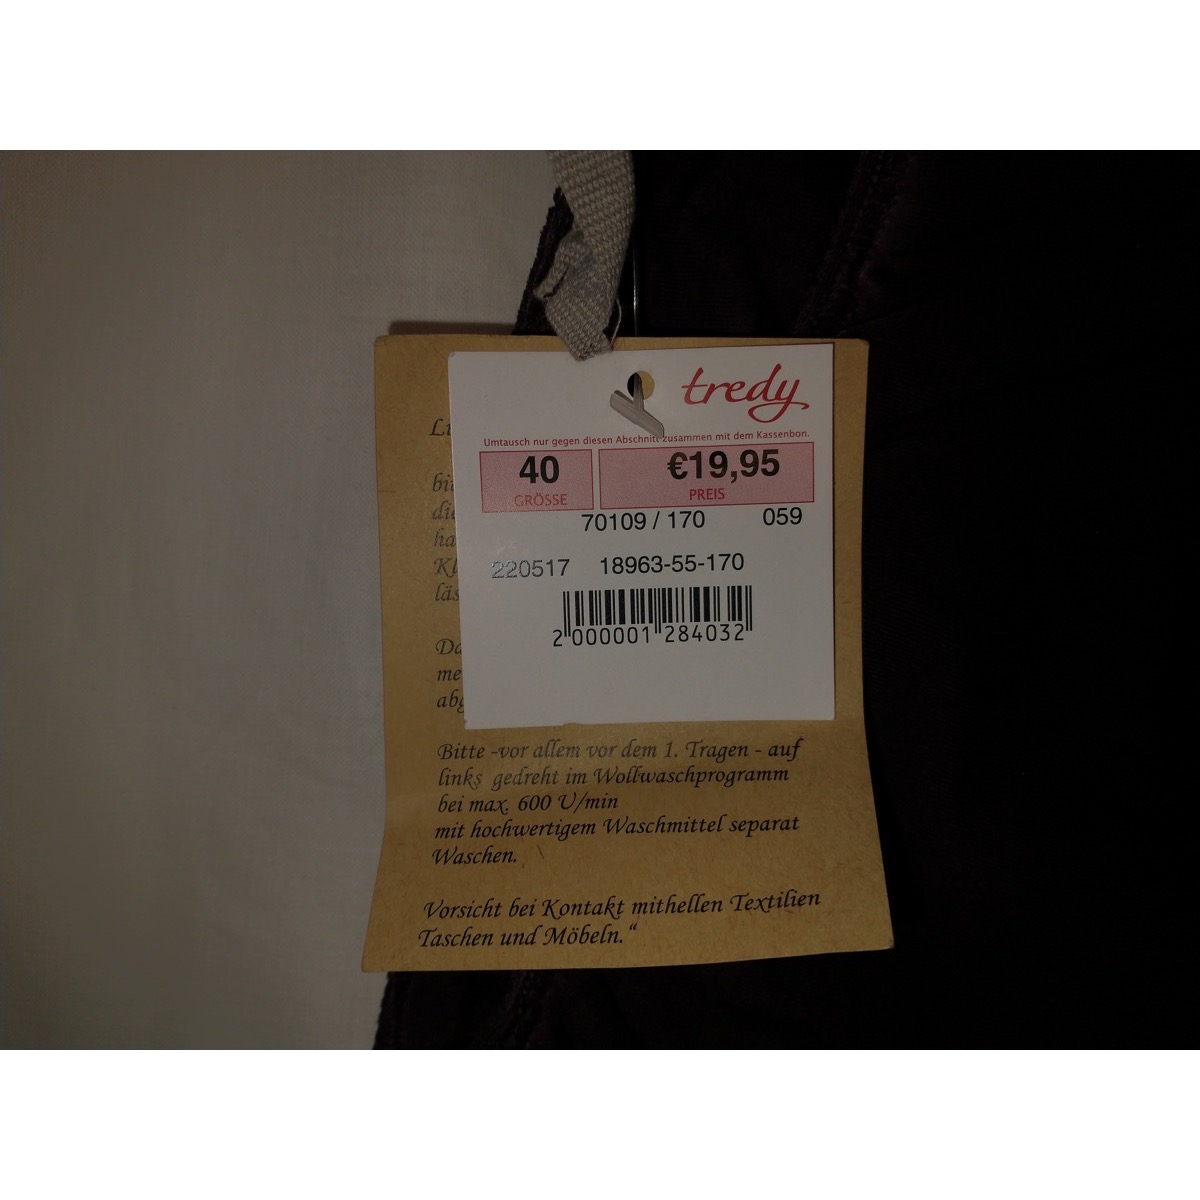 tredy
Umtausch nur gegen diesen Abschnitt zusammen mit dem Kassenbon.
40 €19,95
GRÖSSE PREIS
70109 / 170 059
220517 18963-55-170
2 000001 284032
Bitte -vor allem vor dem 1. Tragen - auf
links gedreht im Wollwaschprogramm
bei max. 600 U/min
mit hochwertigem Waschmittel separat
Waschen.
Vorsicht bei Kontakt mithellen Textilien
Taschen und Möbeln.“